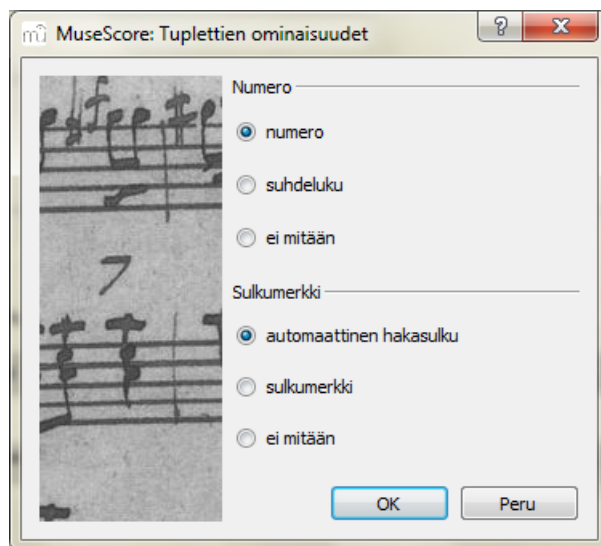 MuseScore: Tuplettien ominaisuudet
Numero
numero
suhdeluku
ei mitään
Sulkumerkki
automaattinen hakasulku
sulkumerkki
ei mitään
7
OK Peru